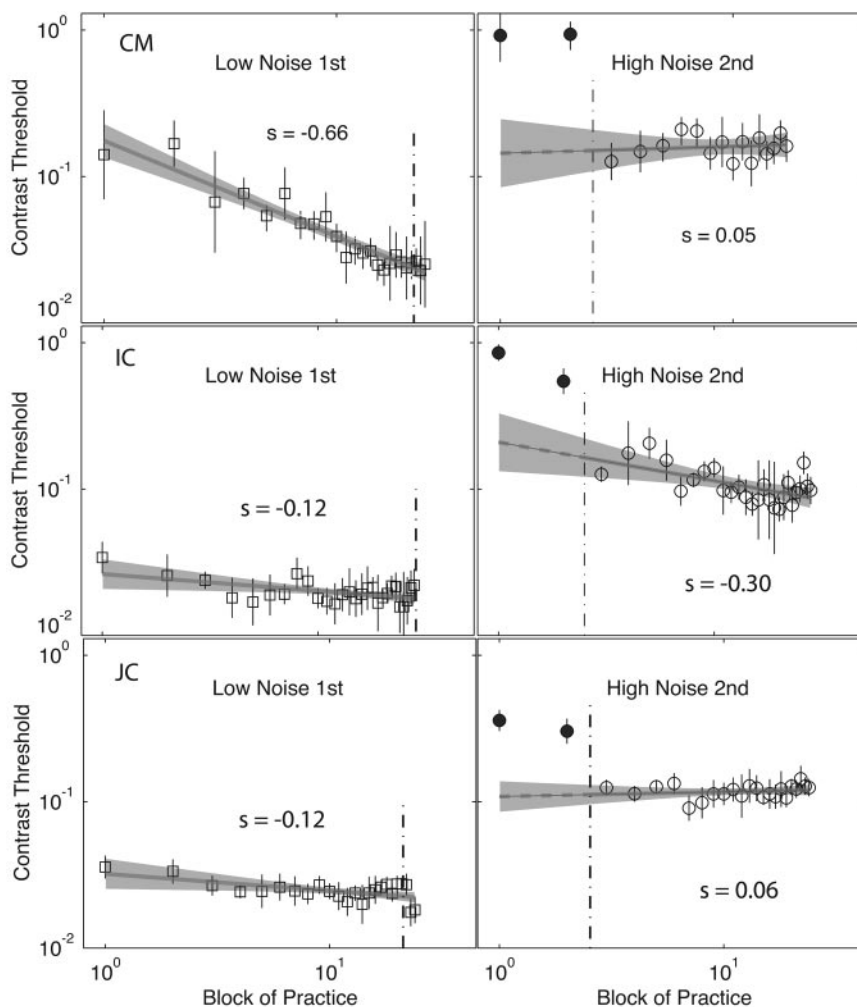 CM
Low Noise 1st
High Noise 2nd
s = -0.66
s = 0.05
Contrast Threshold
10^0
10^-1
10^-2
IC
Low Noise 1st
High Noise 2nd
s = -0.12
s = -0.30
Contrast Threshold
10^0
10^-1
10^-2
JC
Low Noise 1st
High Noise 2nd
s = -0.12
s = 0.06
Contrast Threshold
10^0
10^-1
10^-2
10^0
10^1
10^0
10^1
Block of Practice
Block of Practice